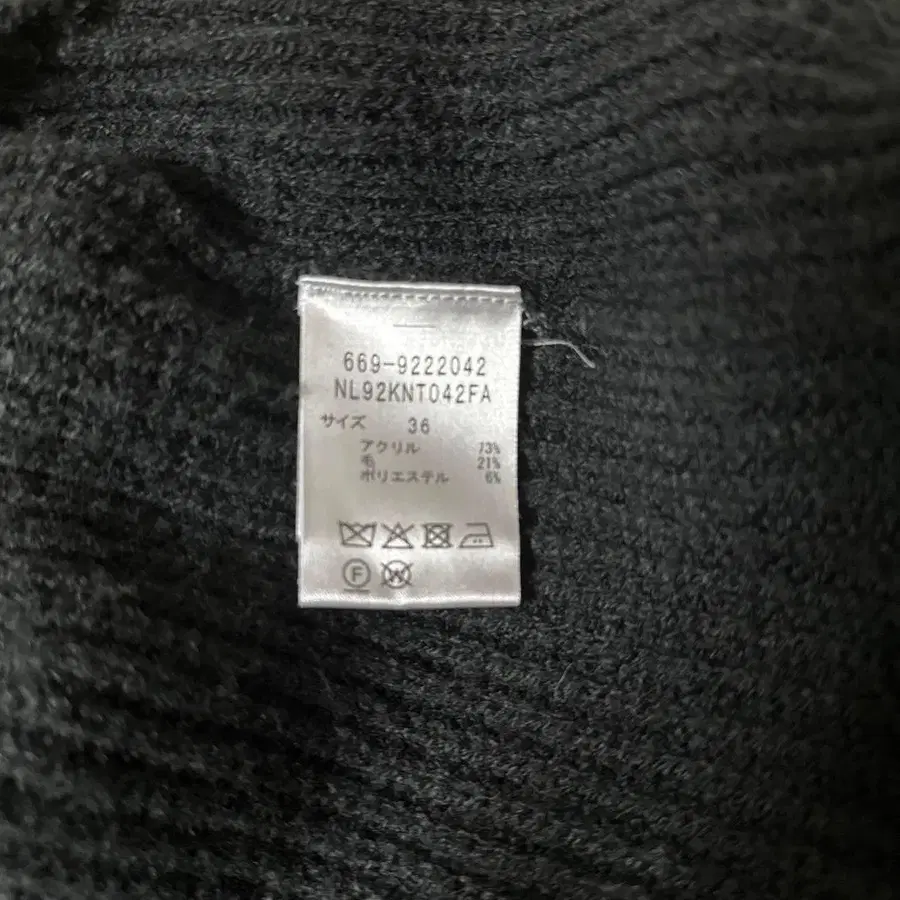 669-9222042
NL92KNT042FA
サイズ 36
アクリル 73%
毛 21%
ポリエステル 6%
F
W